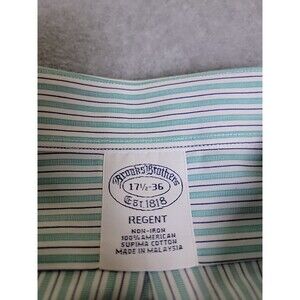 Brooks Brothers
17½-36
Est. 1818
REGENT
NON-IRON
100% AMERICAN
SUPIMA COTTON
MADE IN MALAYSIA